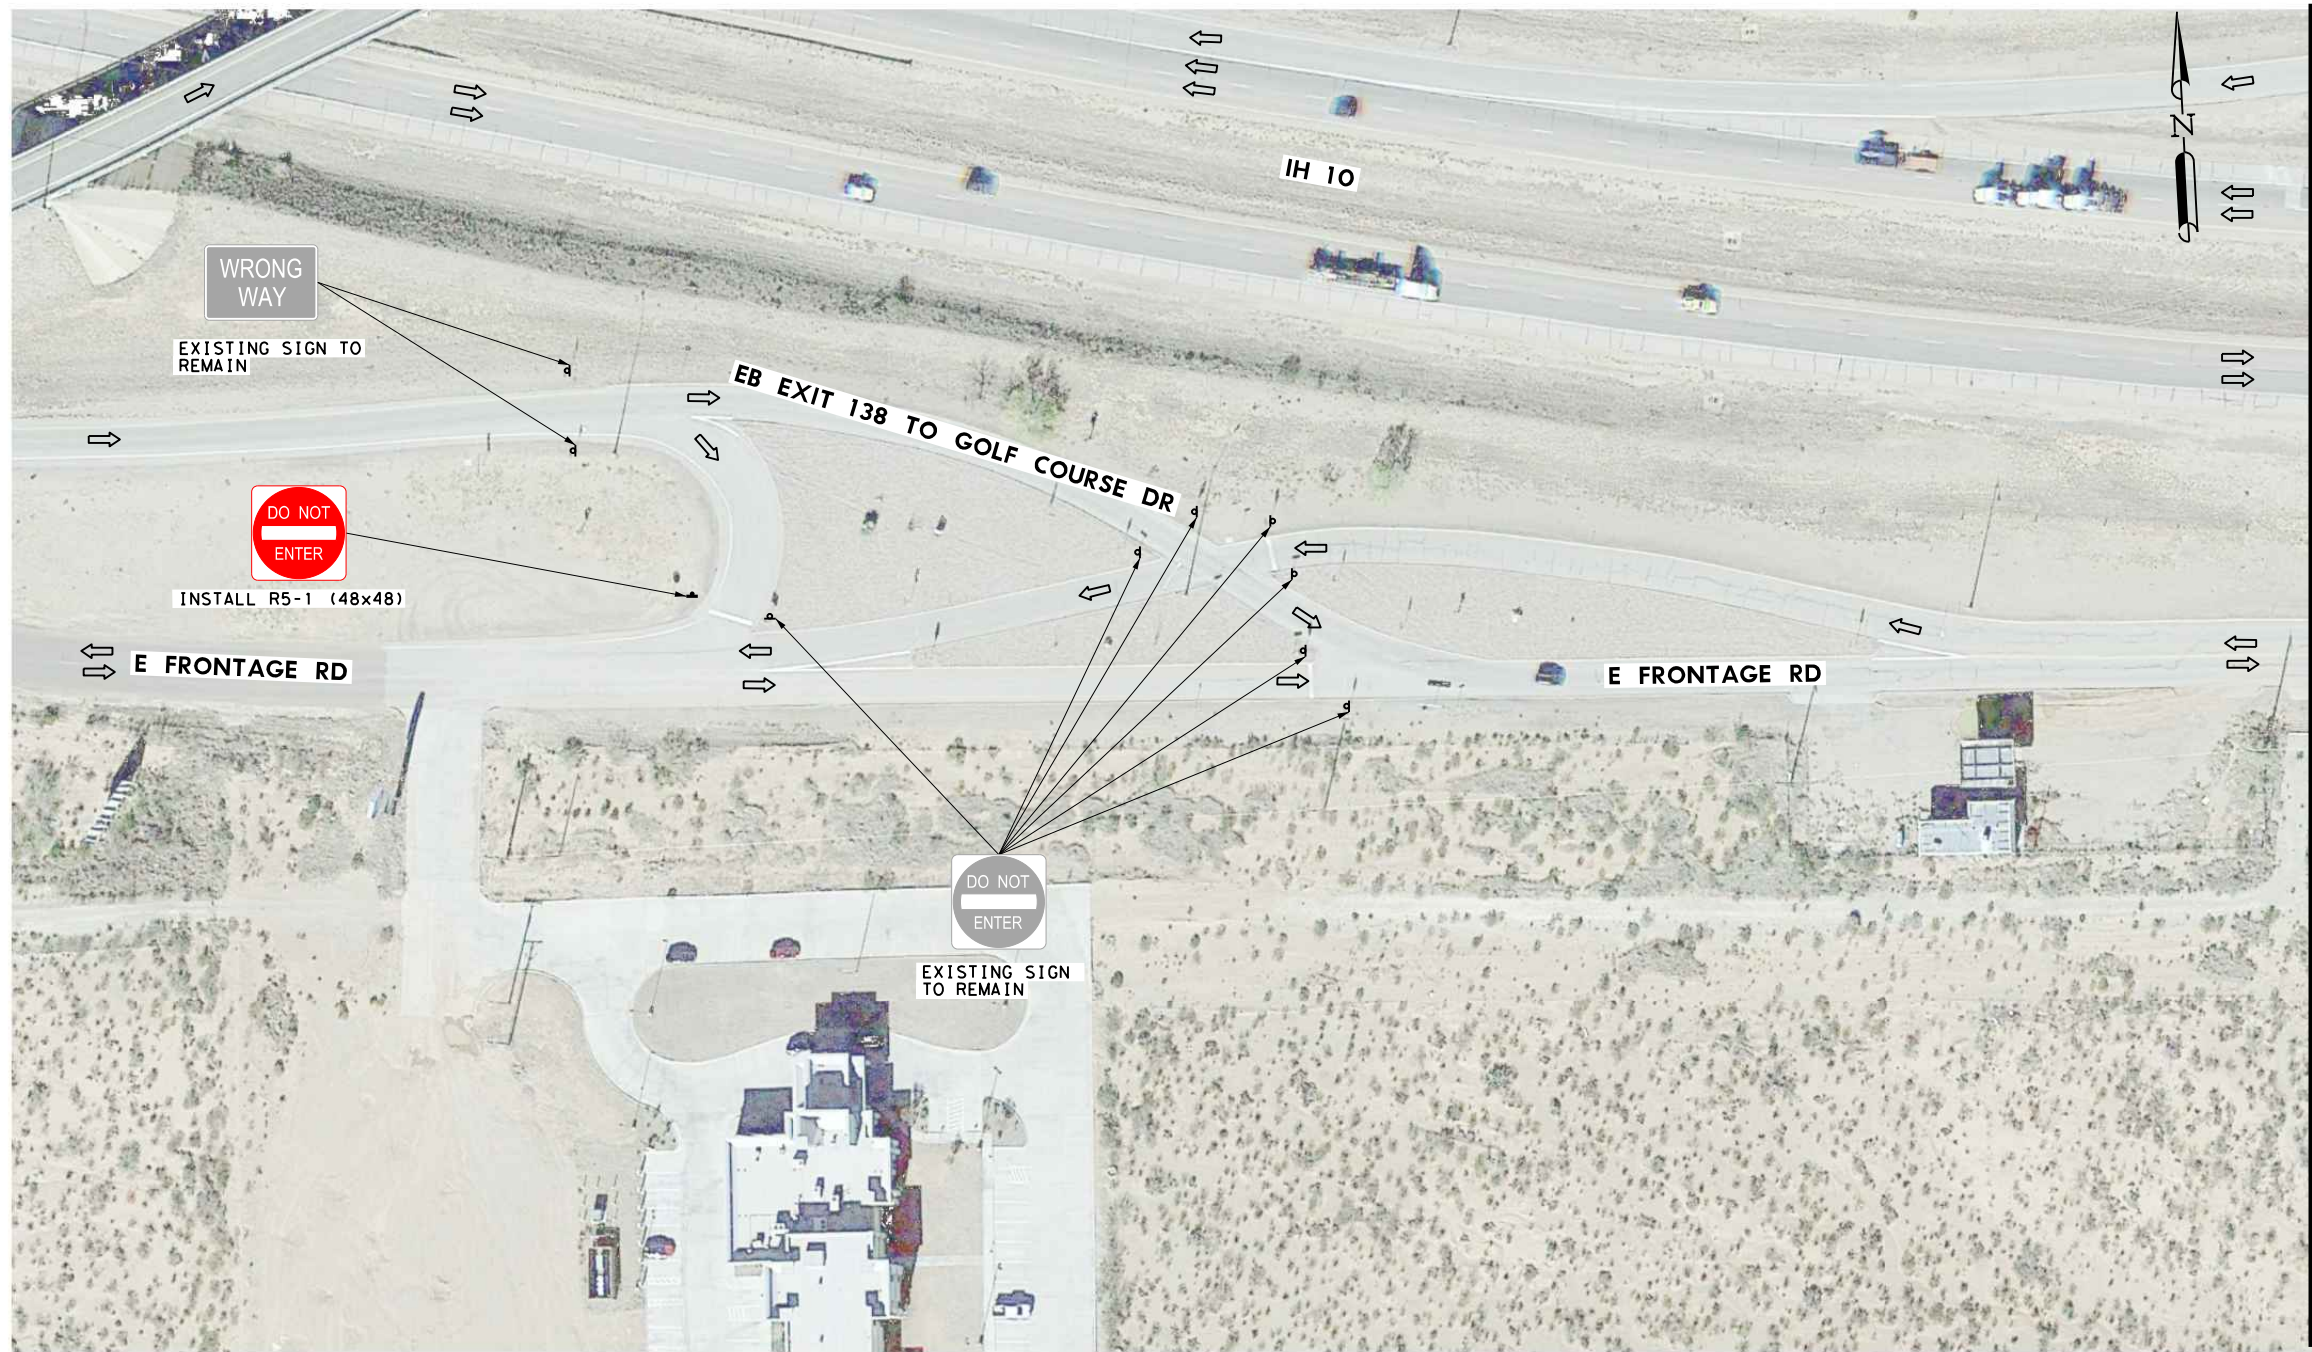 IH 10
N
WRONG
WAY
EXISTING SIGN TO
REMAIN
EB EXIT 138 TO GOLF COURSE DR
DO NOT
ENTER
INSTALL R5-1 (48x48)
E FRONTAGE RD
E FRONTAGE RD
DO NOT
ENTER
EXISTING SIGN
TO REMAIN